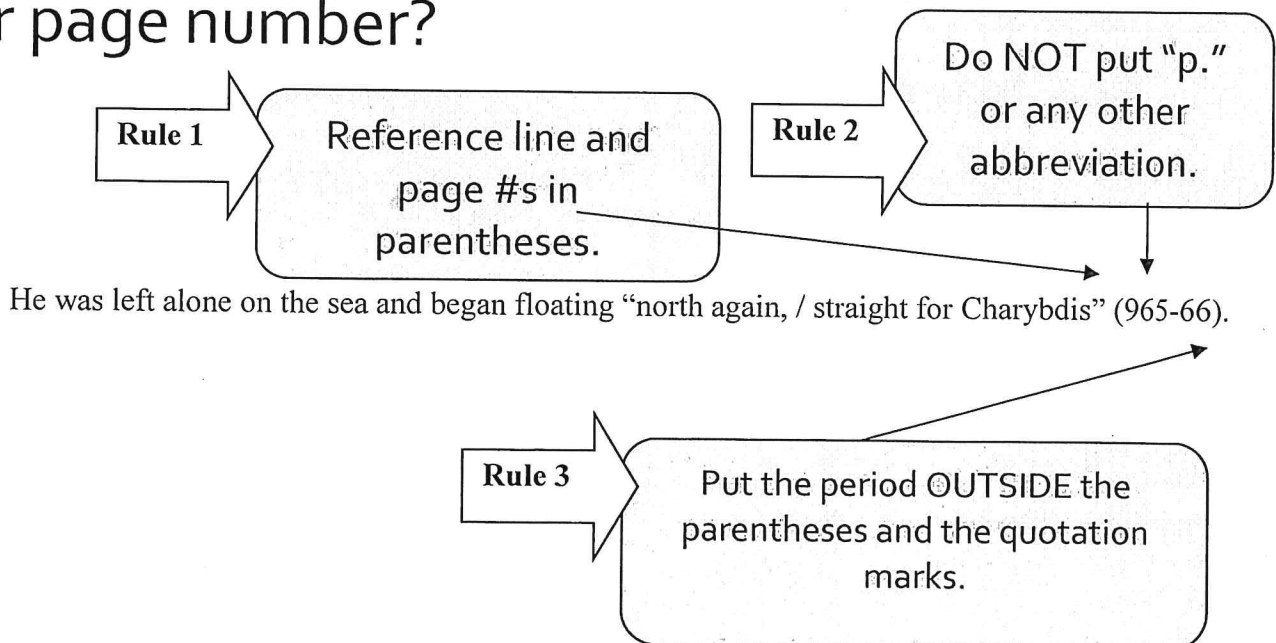 r page number?
Rule 1
Reference line and
page #s in
parentheses.
Rule 2
Do NOT put "p."
or any other
abbreviation.
He was left alone on the sea and began floating “north again, / straight for Charybdis” (965-66).
Rule 3
Put the period OUTSIDE the
parentheses and the quotation
marks.